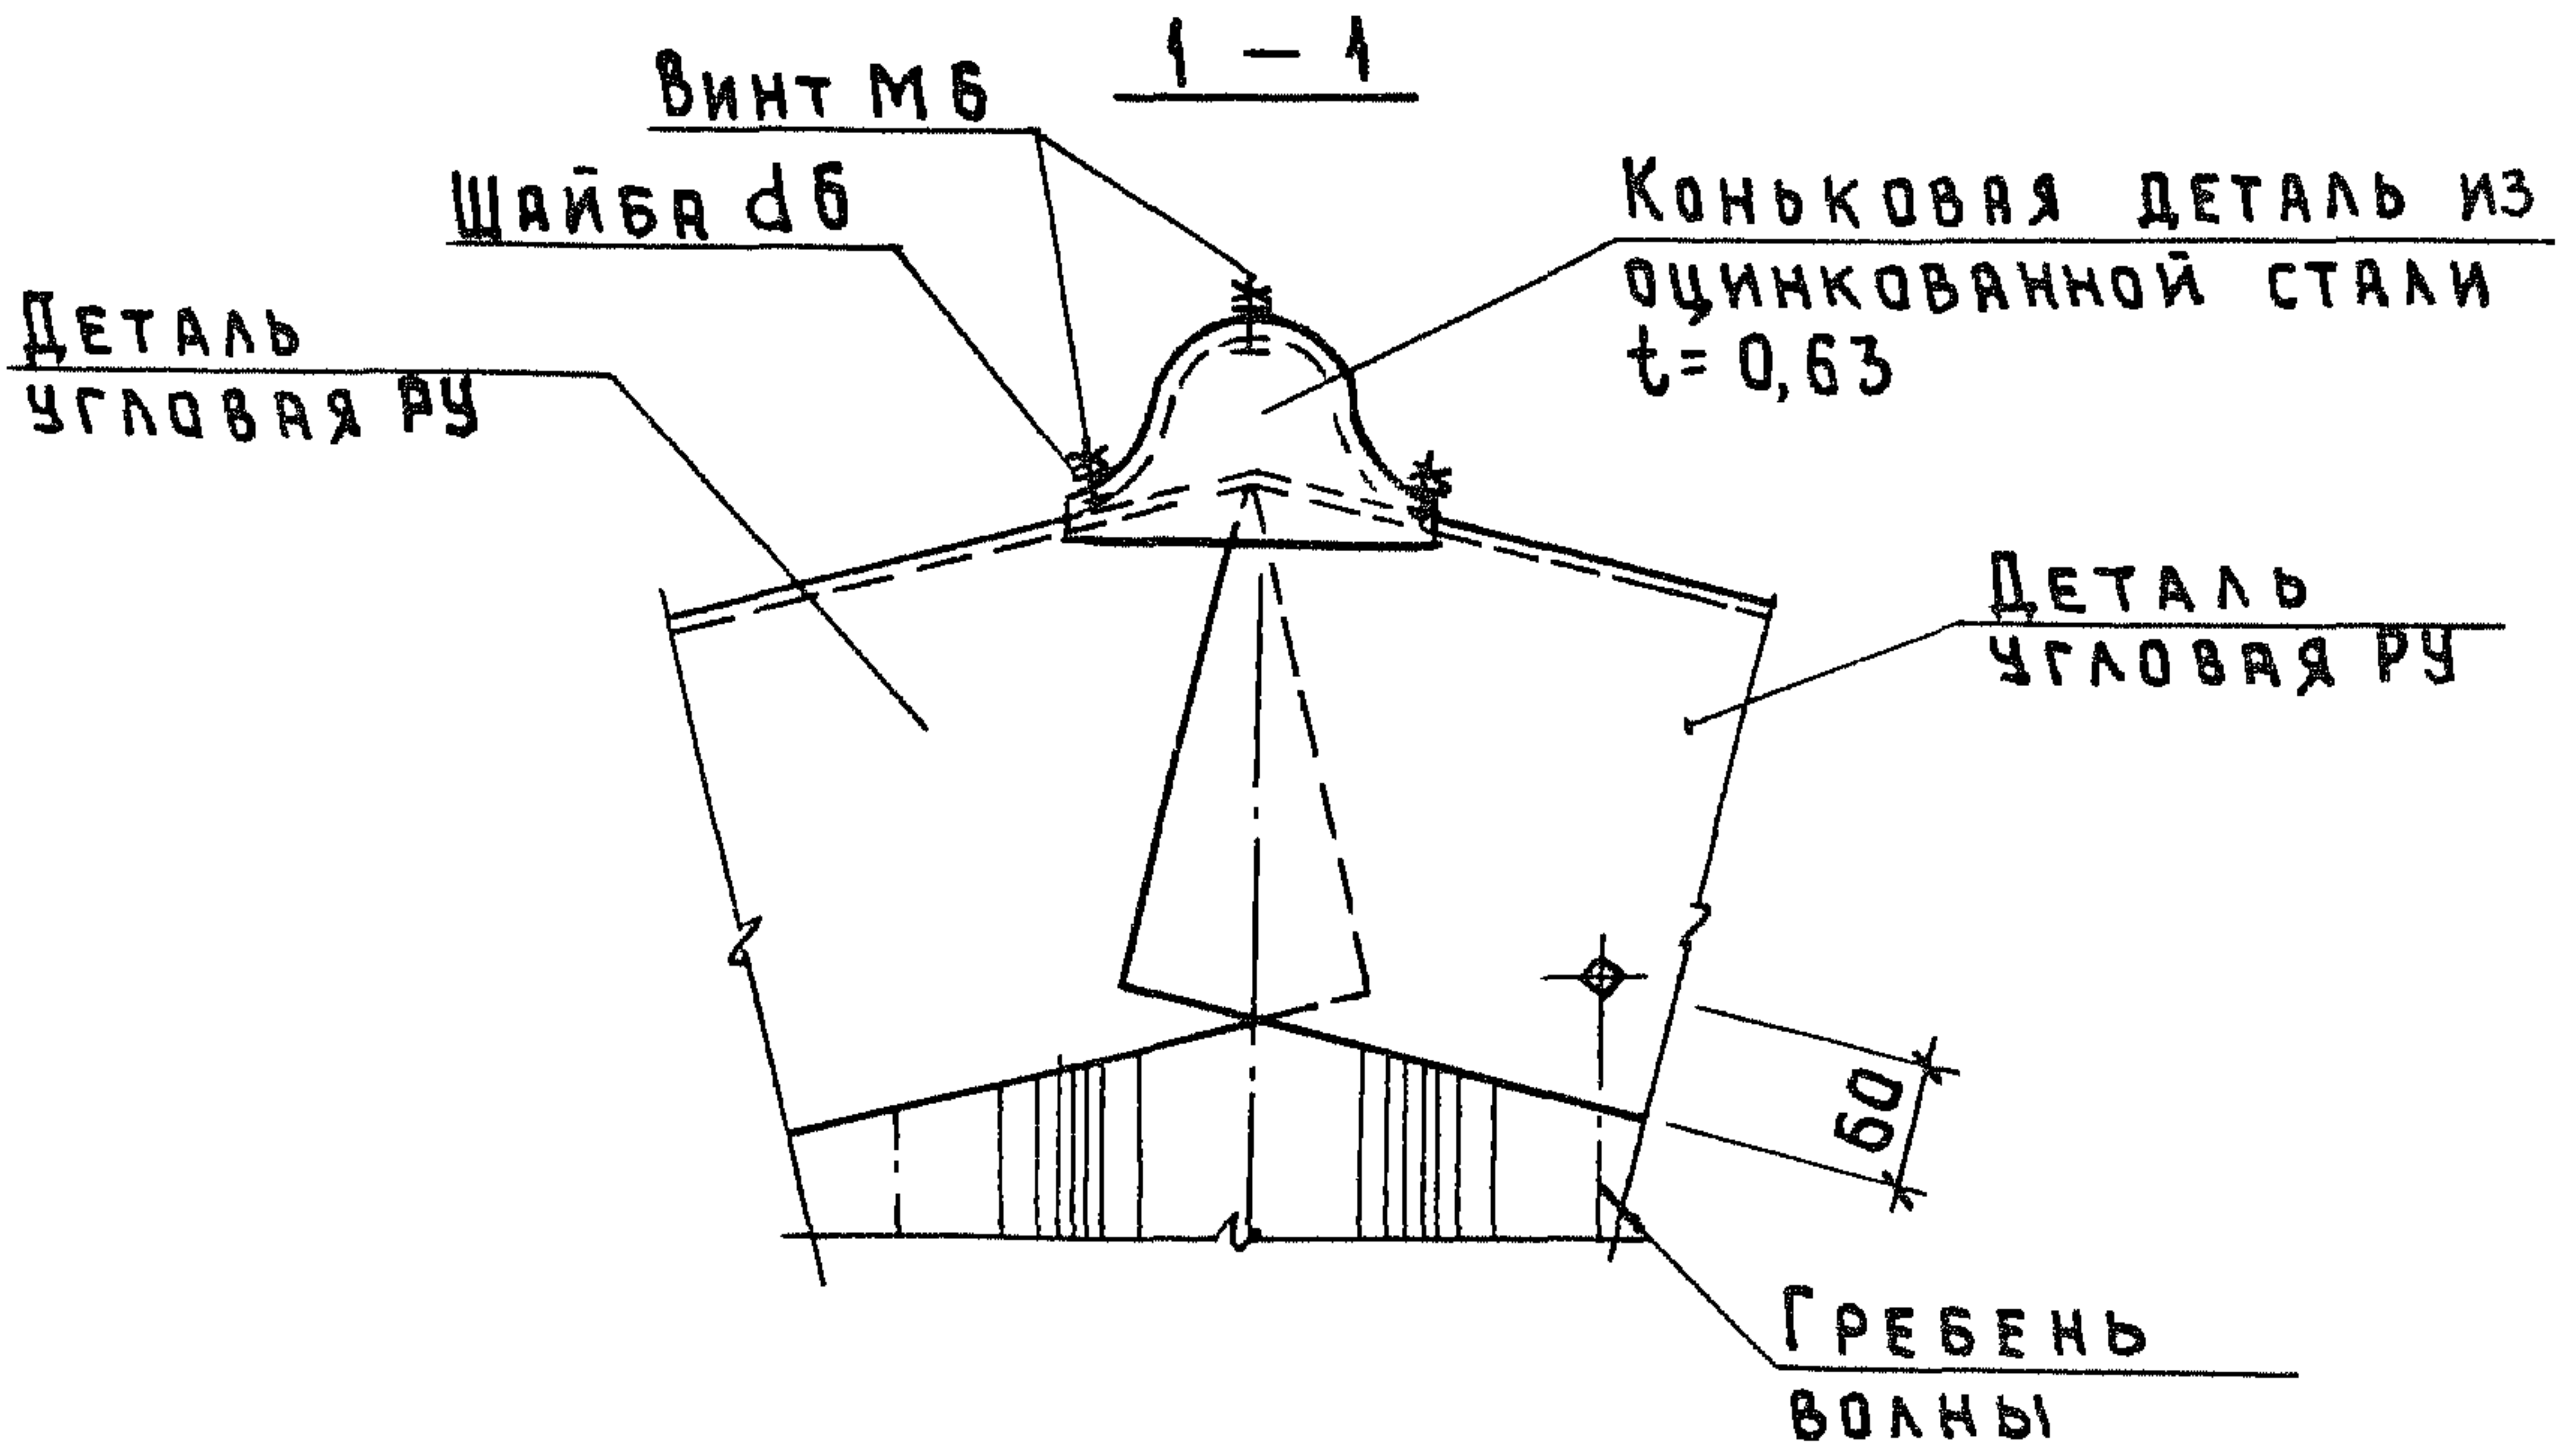 1 – 1
Винт М6
Шайба d6
Коньковая деталь из
оцинкованной стали
t = 0,63
Деталь
угловая РУ
Деталь
угловая РУ
60
Гребень
волны